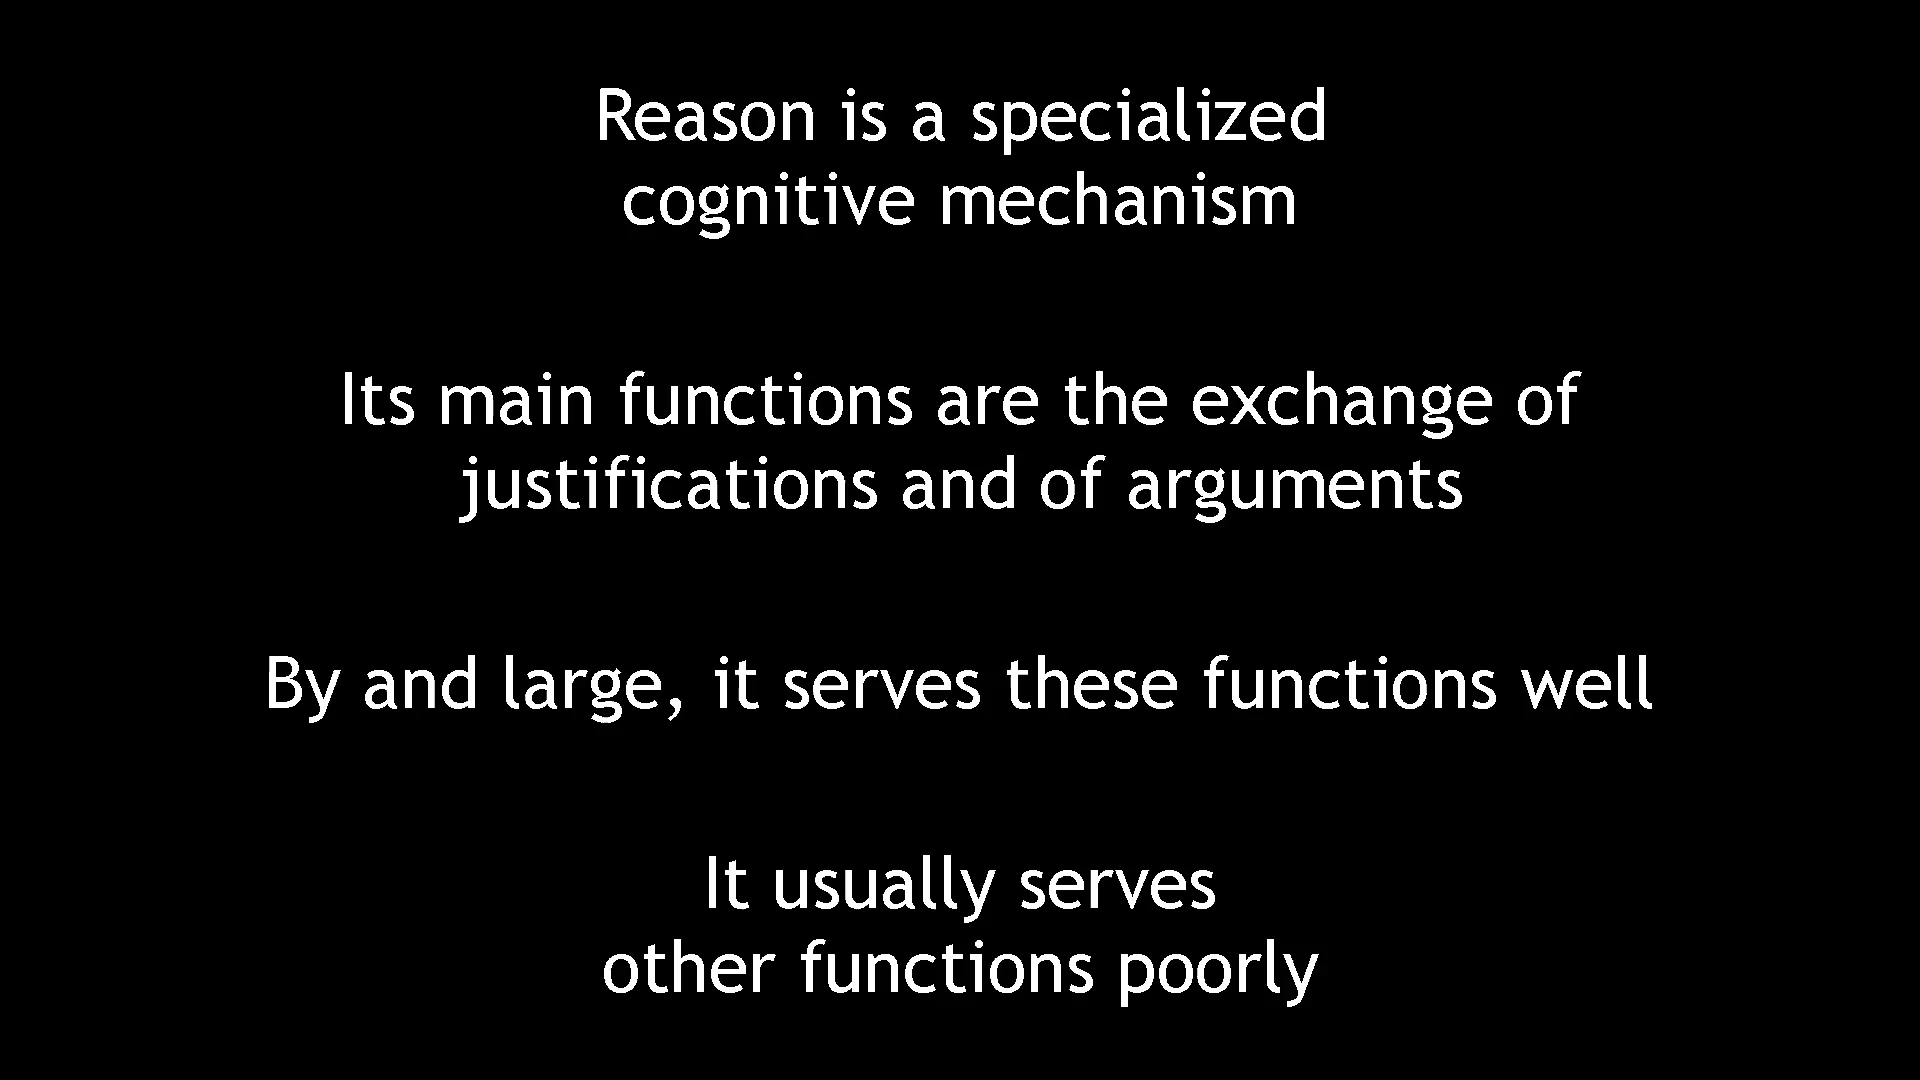 Reason is a specialized
cognitive mechanism
Its main functions are the exchange of
justifications and of arguments
By and large, it serves these functions well
It usually serves
other functions poorly